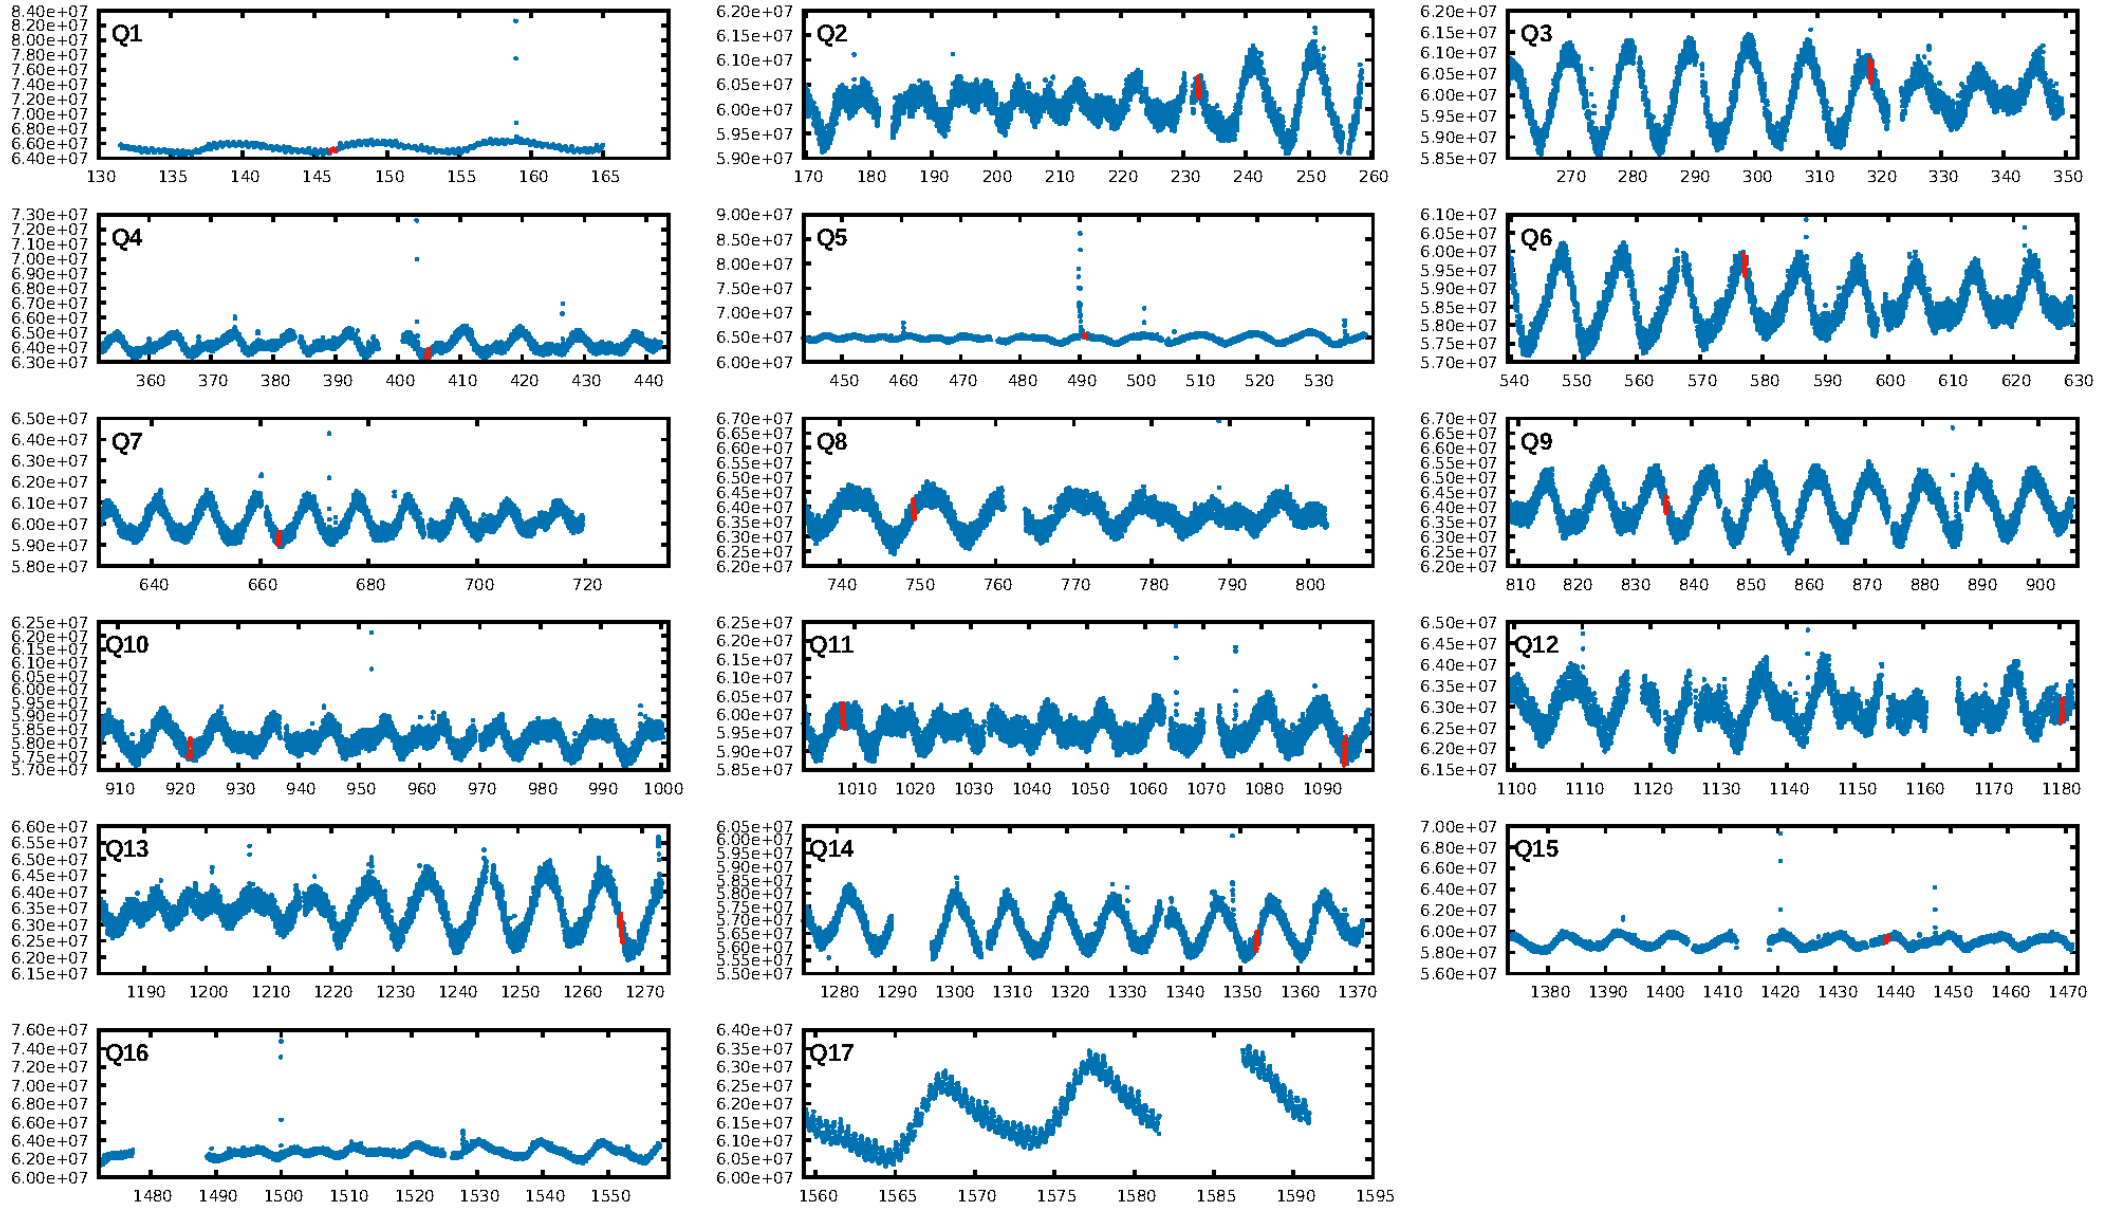 Q1
8.40e+07
8.20e+07
8.00e+07
7.80e+07
7.60e+07
7.40e+07
7.20e+07
7.00e+07
6.80e+07
6.60e+07
6.40e+07
130 135 140 145 150 155 160 165
Q2
6.20e+07
6.15e+07
6.10e+07
6.05e+07
6.00e+07
5.95e+07
5.90e+07
170 180 190 200 210 220 230 240 250 260
Q3
6.20e+07
6.15e+07
6.10e+07
6.05e+07
6.00e+07
5.95e+07
5.90e+07
5.85e+07
270 280 290 300 310 320 330 340 350
Q4
7.30e+07
7.20e+07
7.10e+07
7.00e+07
6.90e+07
6.80e+07
6.70e+07
6.60e+07
6.50e+07
6.40e+07
6.30e+07
360 370 380 390 400 410 420 430 440
Q5
9.00e+07
8.50e+07
8.00e+07
7.50e+07
7.00e+07
6.50e+07
6.00e+07
450 460 470 480 490 500 510 520 530
Q6
6.10e+07
6.05e+07
6.00e+07
5.95e+07
5.90e+07
5.85e+07
5.80e+07
5.75e+07
5.70e+07
540 550 560 570 580 590 600 610 620 630
Q7
6.50e+07
6.40e+07
6.30e+07
6.20e+07
6.10e+07
6.00e+07
5.90e+07
5.80e+07
640 660 680 700 720
Q8
6.70e+07
6.65e+07
6.60e+07
6.55e+07
6.50e+07
6.45e+07
6.40e+07
6.35e+07
6.30e+07
6.25e+07
6.20e+07
740 750 760 770 780 790 800
Q9
6.70e+07
6.65e+07
6.60e+07
6.55e+07
6.50e+07
6.45e+07
6.40e+07
6.35e+07
6.30e+07
6.25e+07
6.20e+07
810 820 830 840 850 860 870 880 890 900
Q10
6.25e+07
6.20e+07
6.15e+07
6.10e+07
6.05e+07
6.00e+07
5.95e+07
5.90e+07
5.85e+07
5.80e+07
5.75e+07
5.70e+07
910 920 930 940 950 960 970 980 990 1000
Q11
6.25e+07
6.20e+07
6.15e+07
6.10e+07
6.05e+07
6.00e+07
5.95e+07
5.90e+07
5.85e+07
1010 1020 1030 1040 1050 1060 1070 1080 1090
Q12
6.50e+07
6.45e+07
6.40e+07
6.35e+07
6.30e+07
6.25e+07
6.20e+07
6.15e+07
1100 1110 1120 1130 1140 1150 1160 1170 1180
Q13
6.60e+07
6.55e+07
6.50e+07
6.45e+07
6.40e+07
6.35e+07
6.30e+07
6.25e+07
6.20e+07
6.15e+07
1190 1200 1210 1220 1230 1240 1250 1260 1270
Q14
6.05e+07
6.00e+07
5.95e+07
5.90e+07
5.85e+07
5.80e+07
5.75e+07
5.70e+07
5.65e+07
5.60e+07
5.55e+07
5.50e+07
1280 1290 1300 1310 1320 1330 1340 1350 1360 1370
Q15
7.00e+07
6.80e+07
6.60e+07
6.40e+07
6.20e+07
6.00e+07
5.80e+07
5.60e+07
1380 1390 1400 1410 1420 1430 1440 1450 1460 1470
Q16
7.60e+07
7.40e+07
7.20e+07
7.00e+07
6.80e+07
6.60e+07
6.40e+07
6.20e+07
6.00e+07
1480 1490 1500 1510 1520 1530 1540 1550
Q17
6.40e+07
6.35e+07
6.30e+07
6.25e+07
6.20e+07
6.15e+07
6.10e+07
6.05e+07
6.00e+07
1560 1565 1570 1575 1580 1585 1590 1595